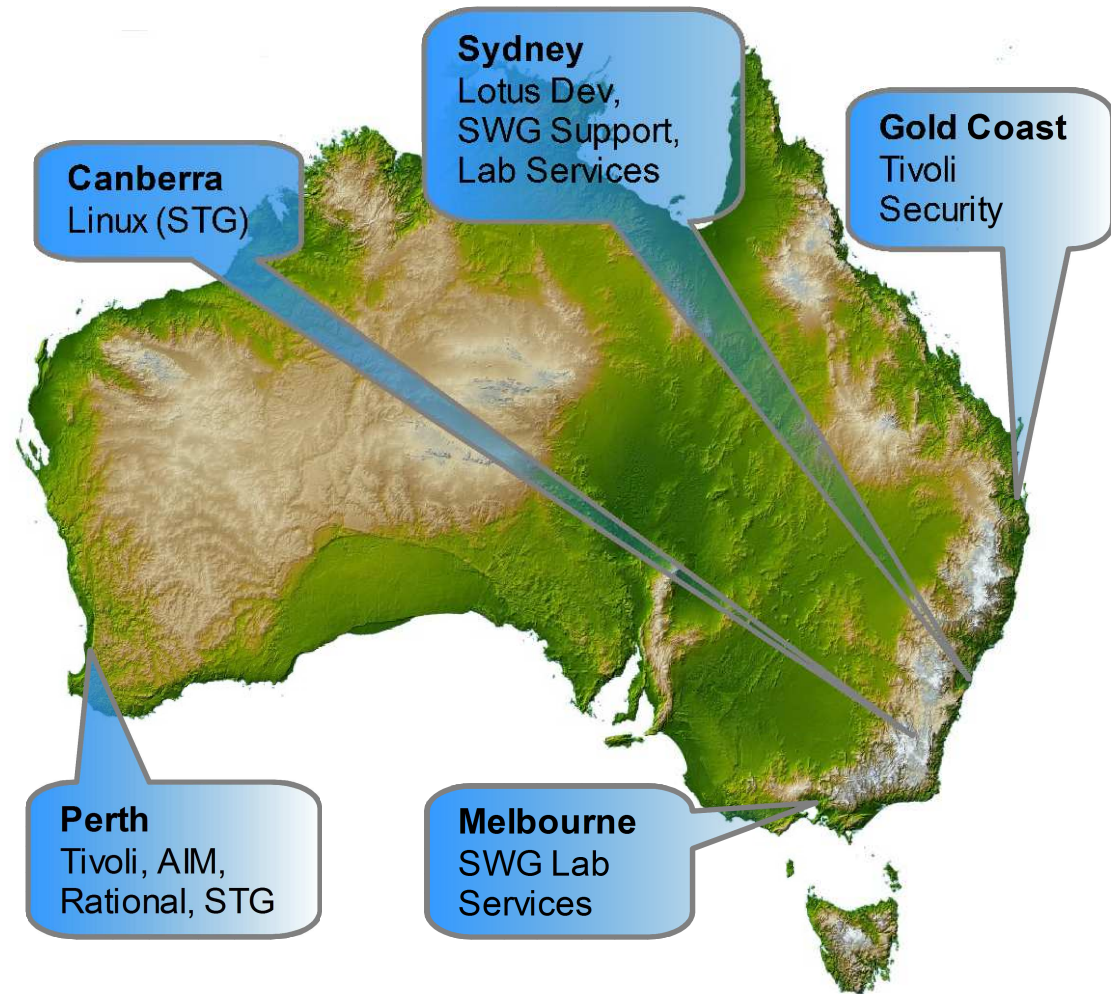 Sydney
Lotus Dev,
SWG Support,
Lab Services
Gold Coast
Tivoli
Security
Canberra
Linux (STG)
Perth
Tivoli, AIM,
Rational, STG
Melbourne
SWG Lab
Services